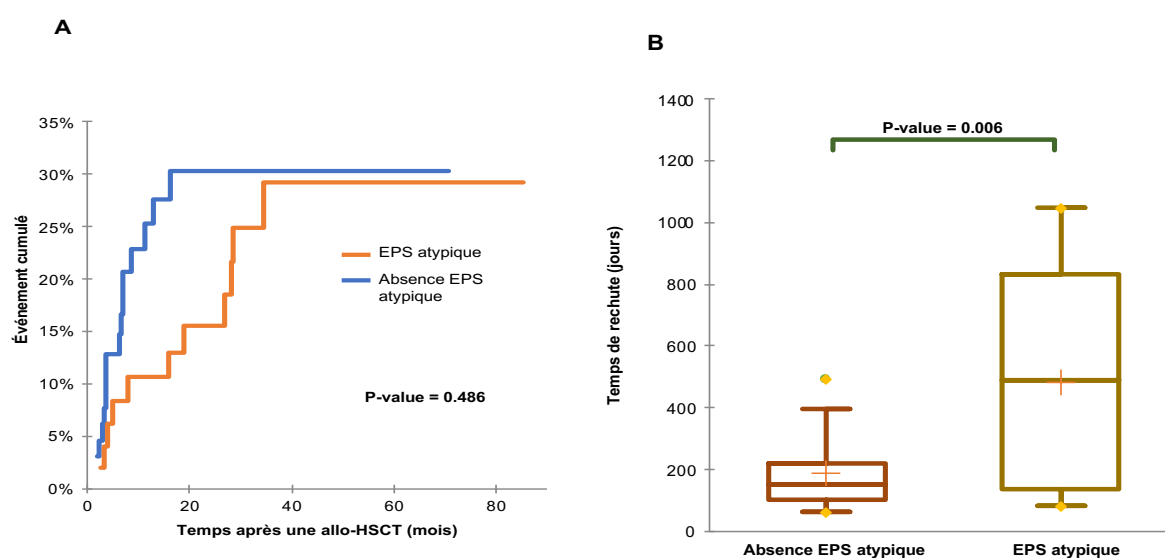 A
35%
30%
25%
20%
15%
10%
5%
0%
Événement cumulé
EPS atypique
Absence EPS
atypique
P-value = 0.486
0
20
40
60
80
Temps après une allo-HSCT (mois)
B
1400
1200
1000
800
600
400
200
0
Temps de rechute (jours)
P-value = 0.006
Absence EPS atypique
EPS atypique